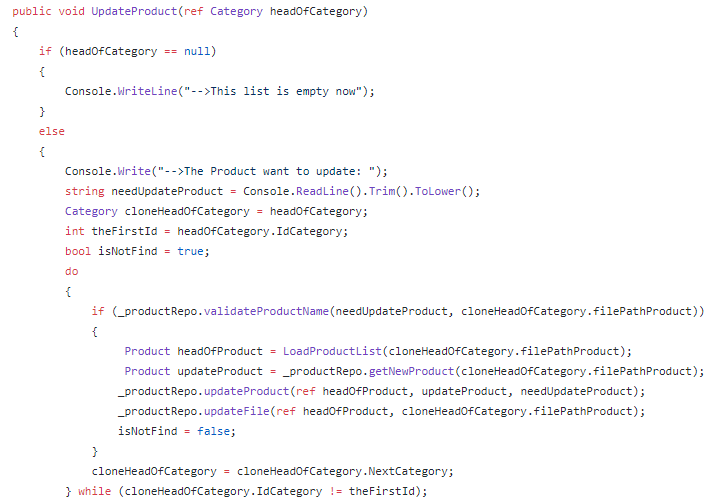 public void UpdateProduct(ref Category headOfCategory)
{
if (headOfCategory == null)
{
Console.WriteLine("-->This list is empty now");
}
else
{
Console.Write("-->The Product want to update: ");
string needUpdateProduct = Console.ReadLine().Trim().ToLower();
Category cloneHeadOfCategory = headOfCategory;
int theFirstId = headOfCategory.IdCategory;
bool isNotFind = true;
do
{
if (_productRepo.validateProductName(needUpdateProduct, cloneHeadOfCategory.filePathProduct))
{
Product headOfProduct = LoadProductList(cloneHeadOfCategory.filePathProduct);
Product updateProduct = _productRepo.getNewProduct(cloneHeadOfCategory.filePathProduct);
_productRepo.updateProduct(ref headOfProduct, updateProduct, needUpdateProduct);
_productRepo.updateFile(ref headOfProduct, cloneHeadOfCategory.filePathProduct);
isNotFind = false;
}
cloneHeadOfCategory = cloneHeadOfCategory.NextCategory;
} while (cloneHeadOfCategory.IdCategory != theFirstId);